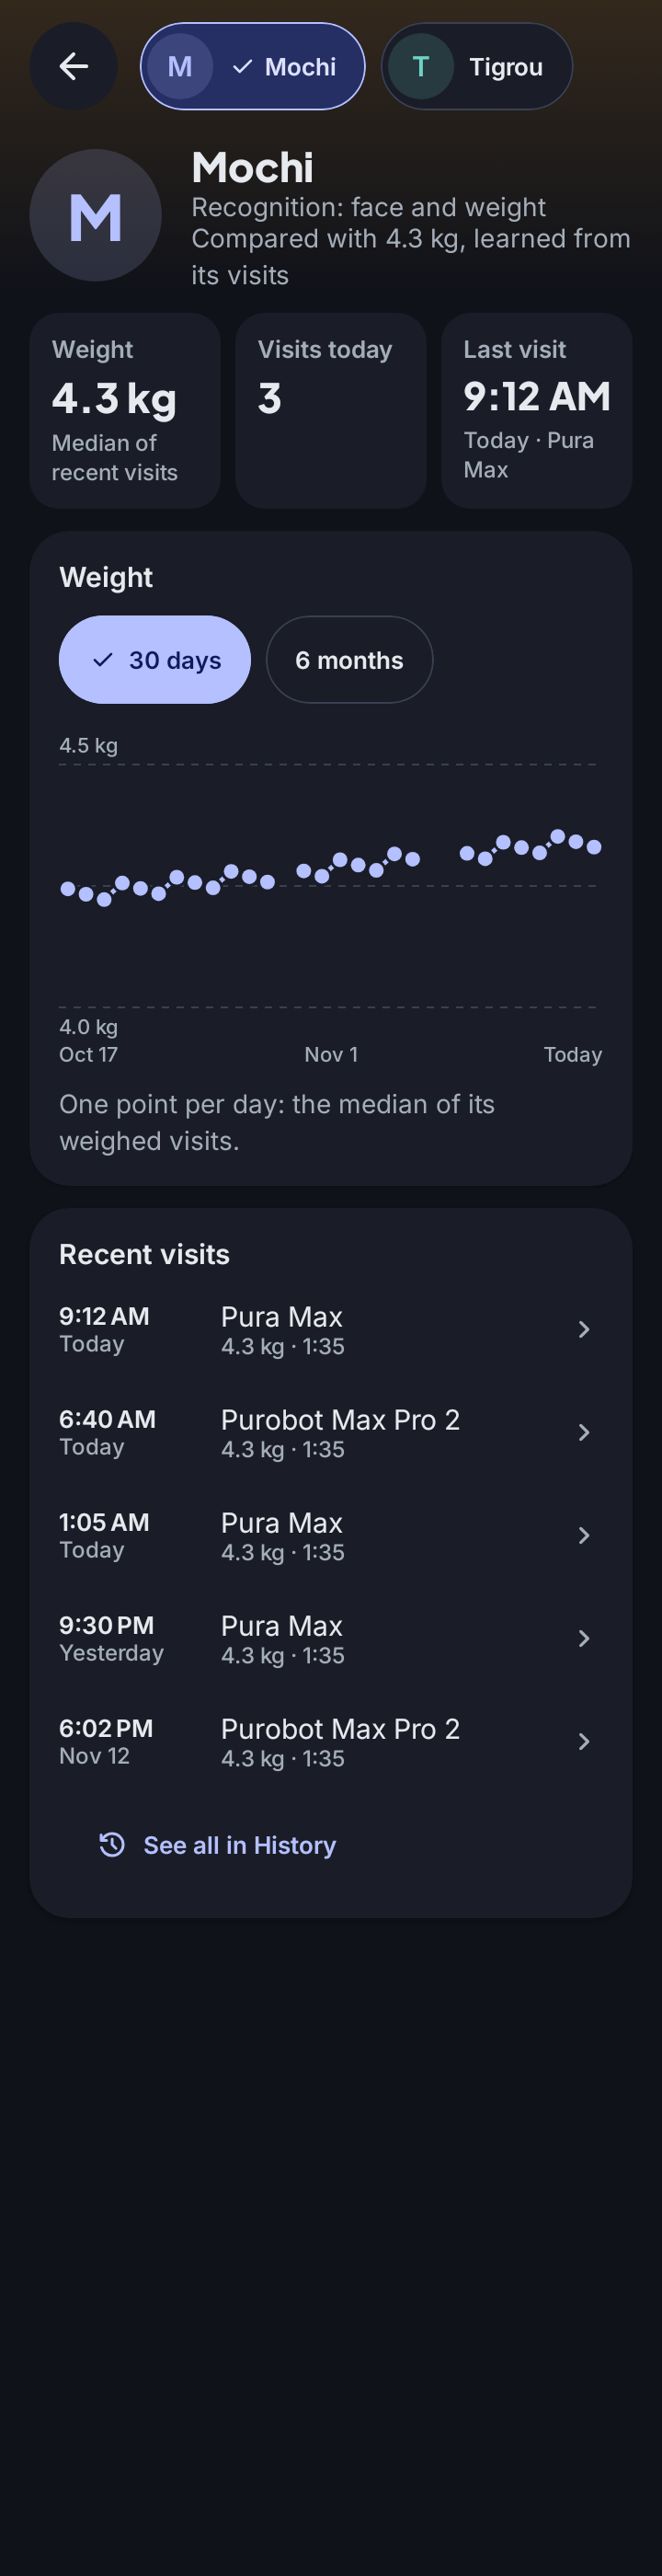 M
Mochi
T
Tigrou
M
Mochi
Recognition: face and weight
Compared with 4.3 kg, learned from
its visits
Weight
4.3 kg
Median of
recent visits
Visits today
3
Last visit
9:12 AM
Today · Pura
Max
Weight
30 days
6 months
4.5 kg
4.0 kg
Oct 17
Nov 1
Today
One point per day: the median of its
weighed visits.
Recent visits
9:12 AM
Today
Pura Max
4.3 kg · 1:35
6:40 AM
Today
Purobot Max Pro 2
4.3 kg · 1:35
1:05 AM
Today
Pura Max
4.3 kg · 1:35
9:30 PM
Yesterday
Pura Max
4.3 kg · 1:35
6:02 PM
Nov 12
Purobot Max Pro 2
4.3 kg · 1:35
See all in History